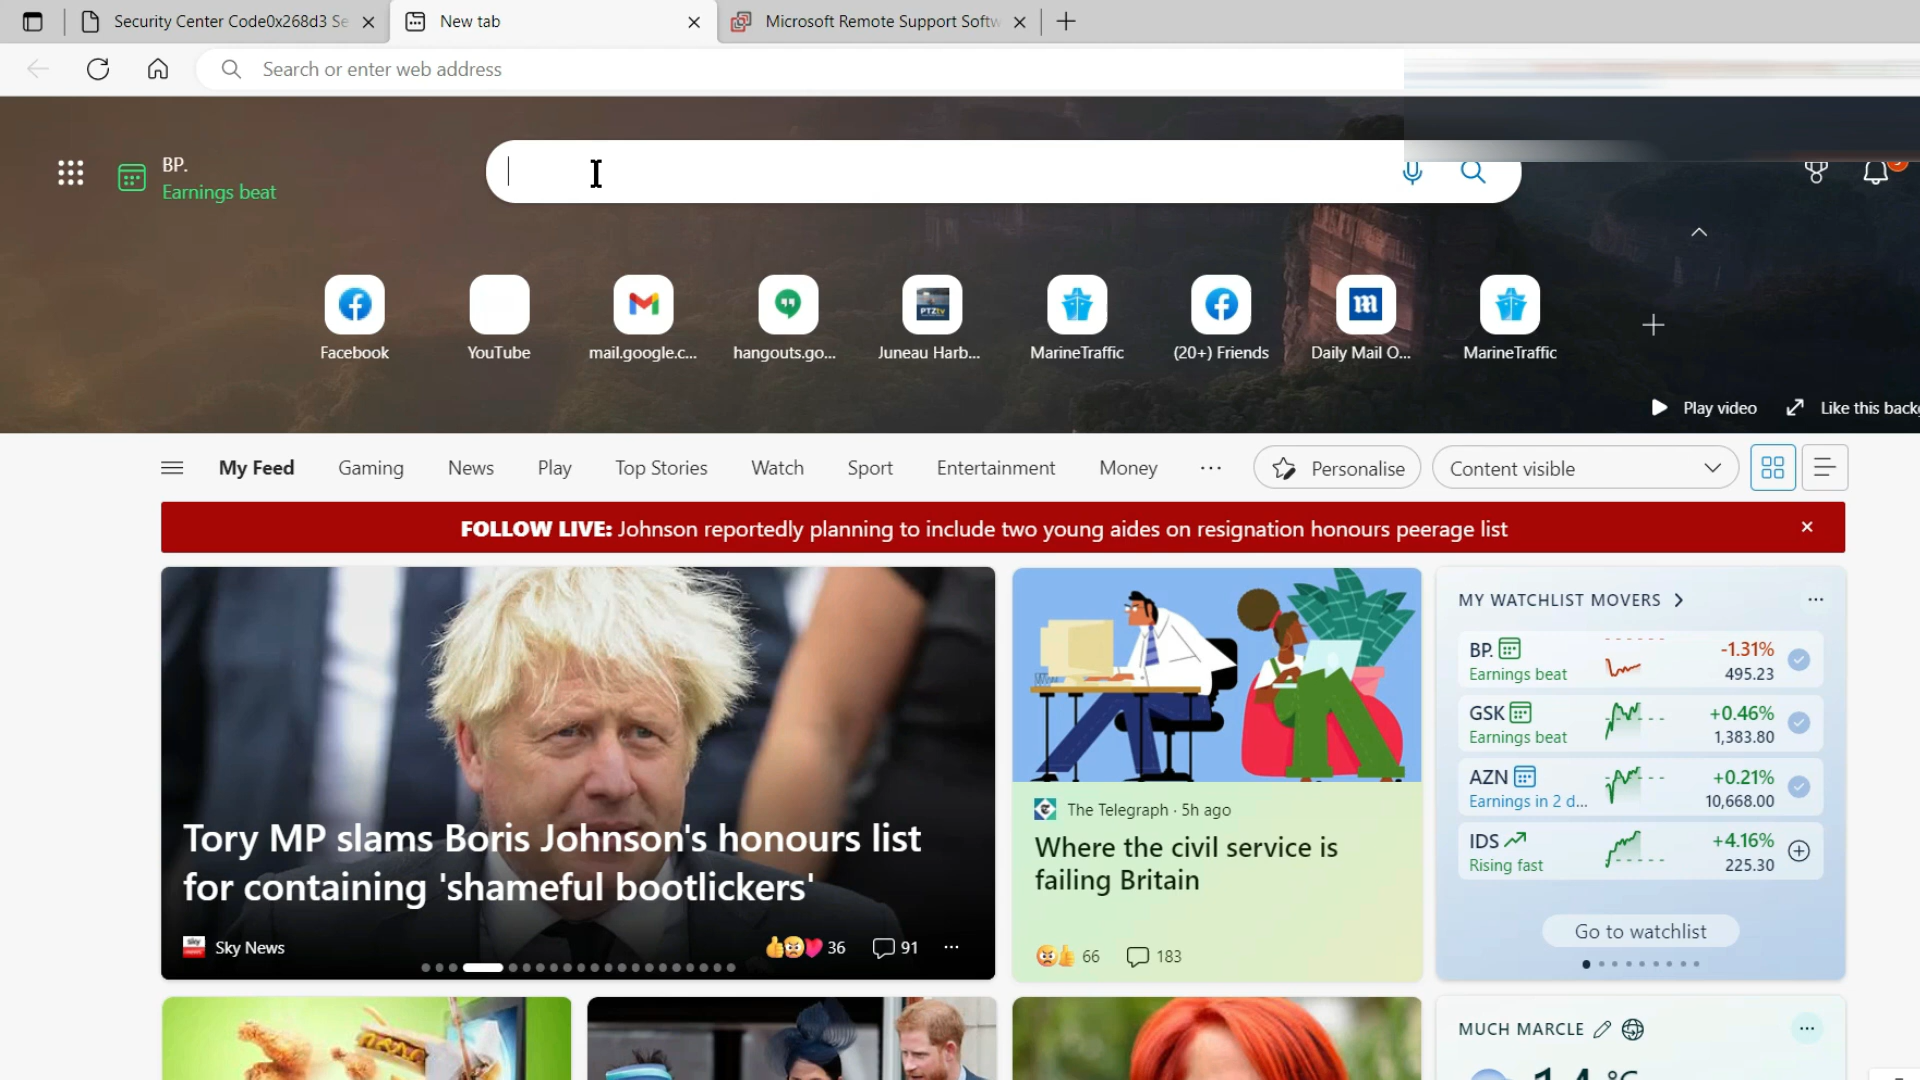 Security Center Code0x268d3 Se
New tab
Microsoft Remote Support Softw
Search or enter web address
BP.
Earnings beat
Facebook
YouTube
mail.google.c...
hangouts.go...
Juneau Harb...
MarineTraffic
(20+) Friends
Daily Mail O...
MarineTraffic
Play video
Like this back
My Feed
Gaming
News
Play
Top Stories
Watch
Sport
Entertainment
Money
Personalise
Content visible
FOLLOW LIVE: Johnson reportedly planning to include two young aides on resignation honours peerage list
Tory MP slams Boris Johnson's honours list
for containing 'shameful bootlickers'
Sky News
36
91
The Telegraph · 5h ago
Where the civil service is
failing Britain
66
183
MY WATCHLIST MOVERS
BP.
-1.31%
Earnings beat
495.23
GSK
+0.46%
Earnings beat
1,383.80
AZN
+0.21%
Earnings in 2 d...
10,668.00
IDS
+4.16%
Rising fast
225.30
Go to watchlist
MUCH MARCLE